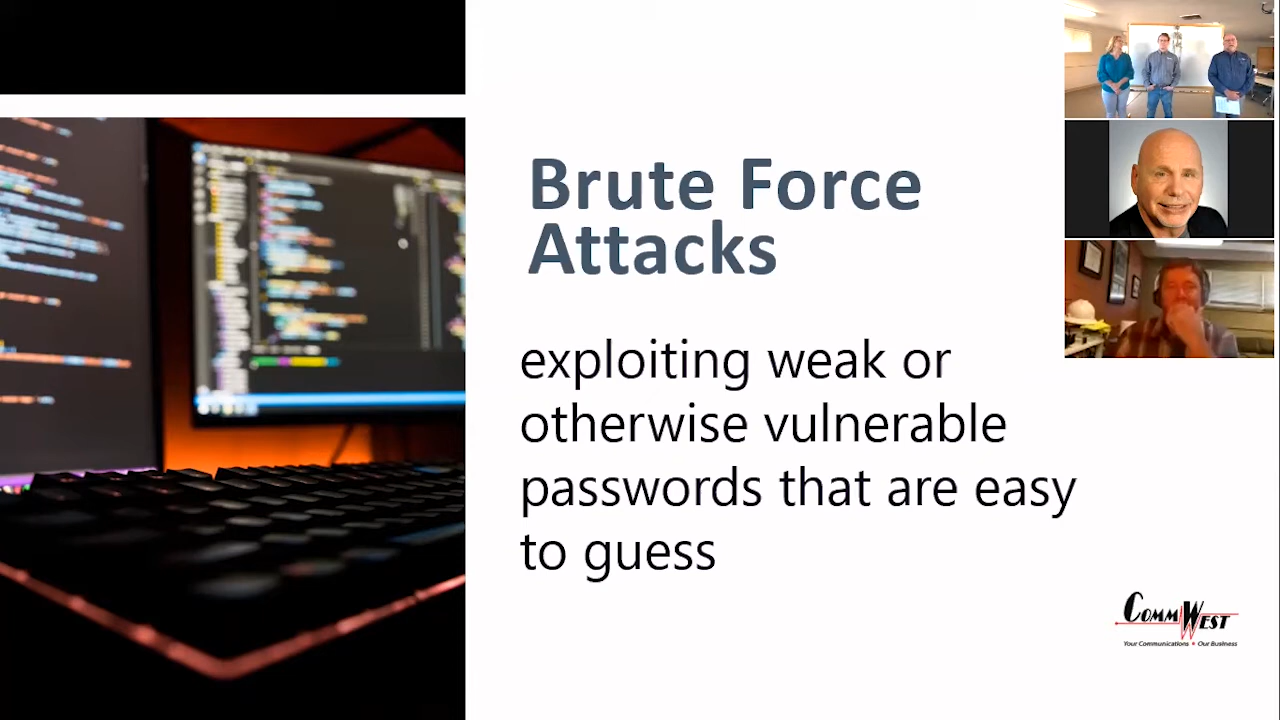 Brute Force
Attacks
exploiting weak or
otherwise vulnerable
passwords that are easy
to guess
COMMWEST
Your Communications • Our Business